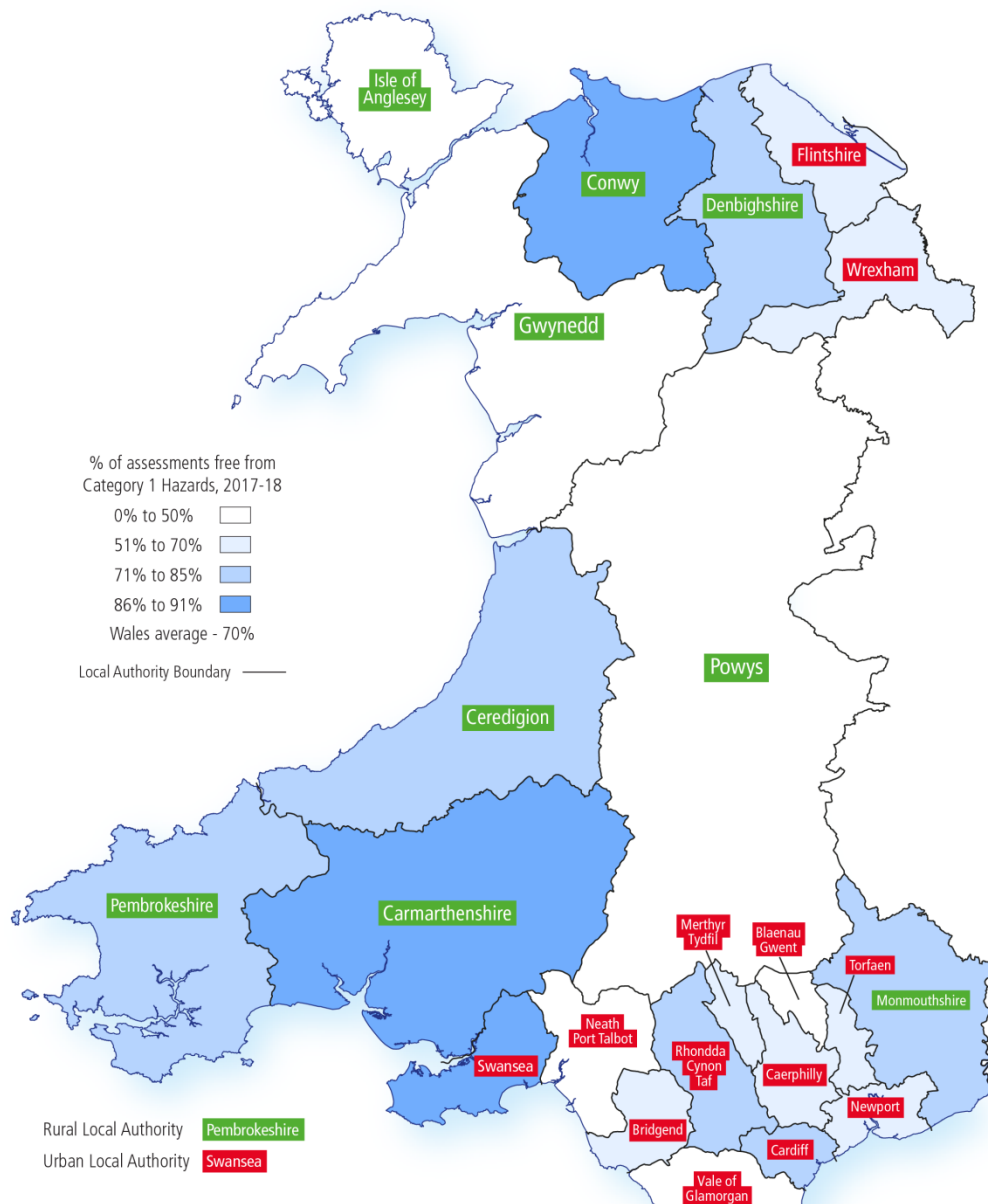 Isle of
Anglesey
Flintshire
Conwy
Denbighshire
Wrexham
Gwynedd
% of assessments free from
Category 1 Hazards, 2017-18
0% to 50%
51% to 70%
71% to 85%
86% to 91%
Wales average - 70%
Local Authority Boundary
Powys
Ceredigion
Pembrokeshire
Carmarthenshire
Merthyr
Tydfil
Blaenau
Gwent
Torfaen
Monmouthshire
Neath
Port Talbot
Swansea
Rhondda
Cynon
Taf
Caerphilly
Newport
Bridgend
Cardiff
Vale of
Glamorgan
Rural Local Authority Pembrokeshire
Urban Local Authority Swansea